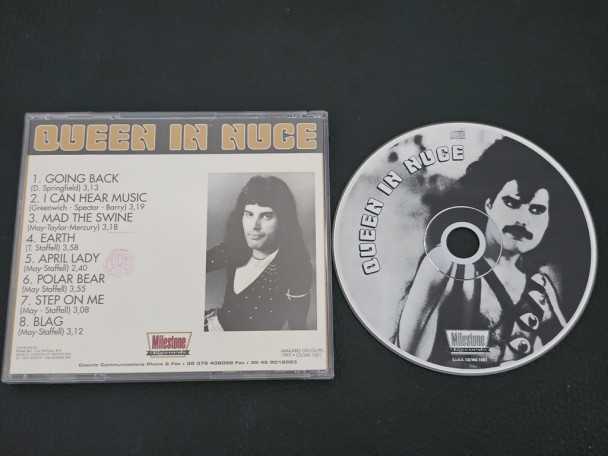 QUEEN IN NUCE
1. GOING BACK
(D. Springfield) 3,13
2. I CAN HEAR MUSIC
(Greenwich - Spector - Barry) 3,19
3. MAD THE SWINE
(May-Taylor-Mercury) 3,18
4. EARTH
(T. Staffell) 3,58
5. APRIL LADY
(May-Staffell) 2,40
6. POLAR BEAR
(May Staffell) 3,55
7. STEP ON ME
(May - Staffell) 3,08
8. BLAG
(May-Staffell) 3,12
Milestone
Records
QUEEN IN NUCE
Milestone
Records